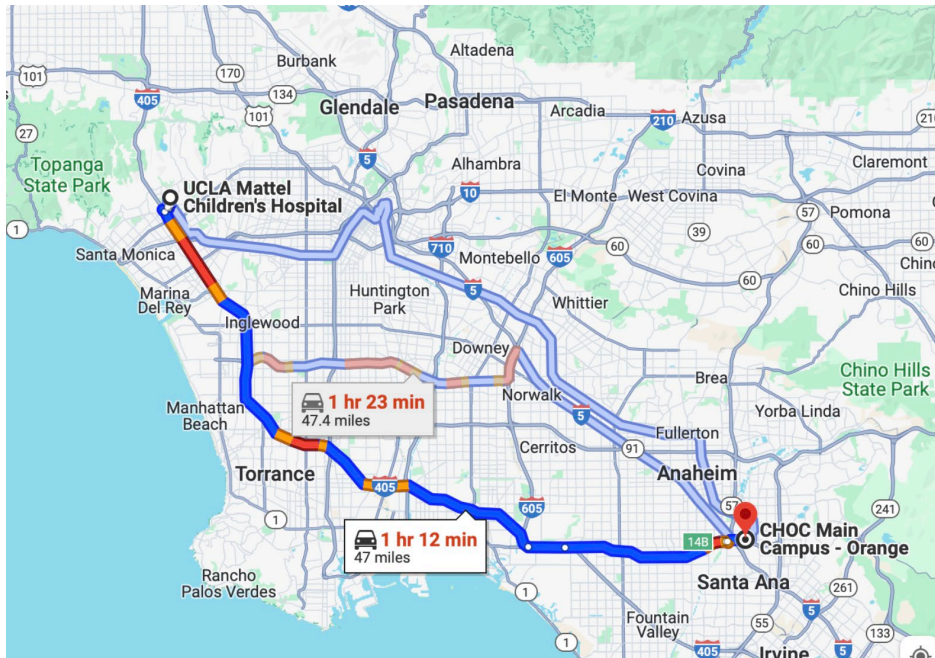 Burbank
Altadena
101
170
134
405
101
Glendale
Pasadena
Arcadia
210
Azusa
210
27
5
Alhambra
Covina
Claremont
Topanga
State Park
UCLA Mattel
Children's Hospital
10
El Monte
West Covina
57
Pomona
1
710
60
39
60
Santa Monica
Montebello
605
60
Chino
5
Chino Hills
Marina
Del Rey
Huntington
Park
Whittier
Inglewood
Downey
Brea
Chino Hills
State Park
1 hr 23 min
47.4 miles
Norwalk
5
Yorba Linda
Manhattan
Beach
Cerritos
91
Fullerton
Torrance
Anaheim
405
1
605
57
241
1 hr 12 min
47 miles
14B
CHOC Main
Campus - Orange
Santa Ana
Rancho
Palos Verdes
1
261
5
Fountain
Valley
55
133
1
405
Irvine
5